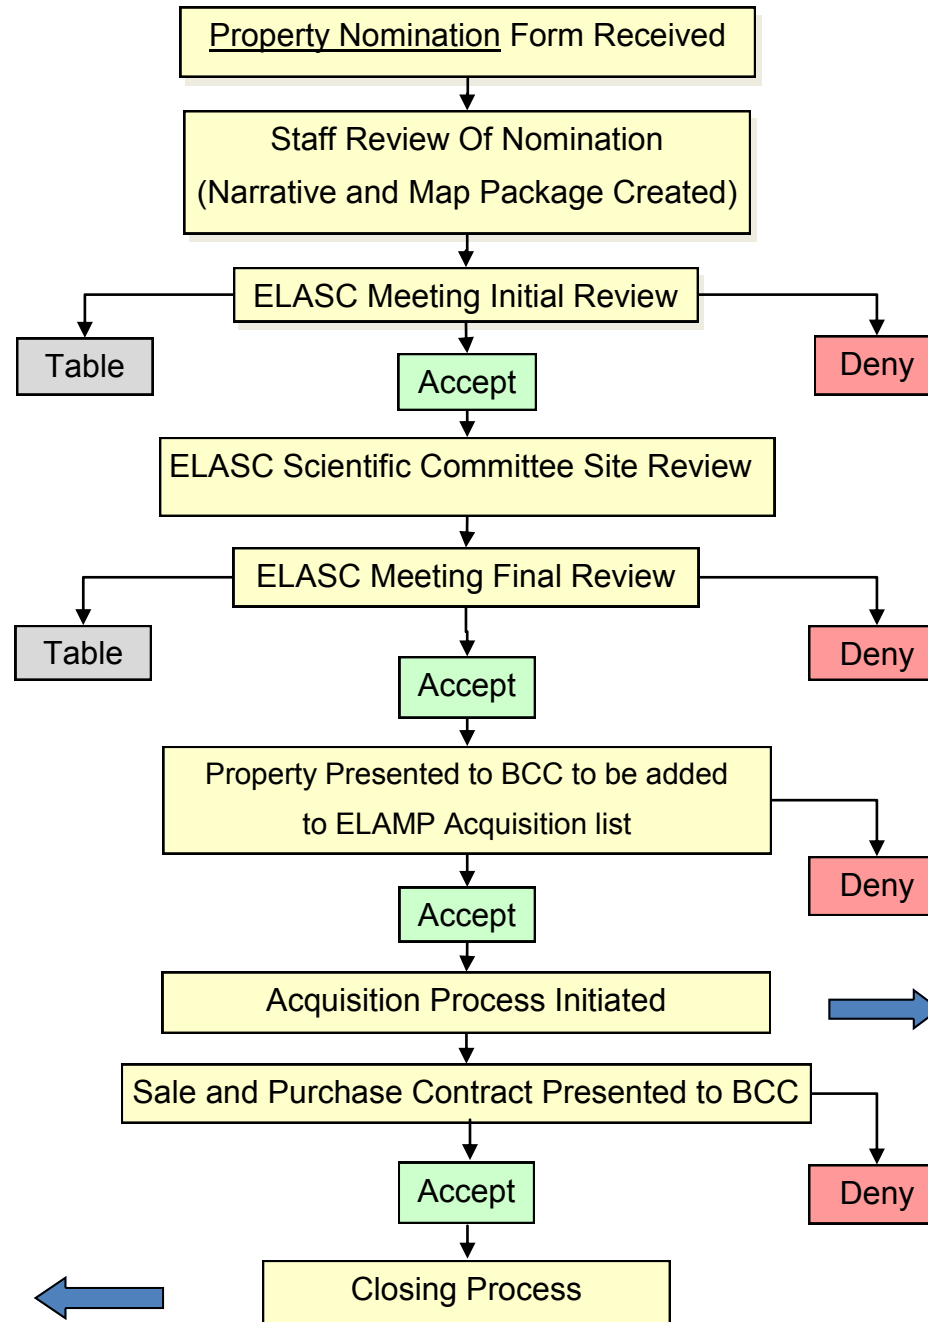 Property Nomination Form Received
Staff Review Of Nomination
(Narrative and Map Package Created)
ELASC Meeting Initial Review
Table
Accept
Deny
ELASC Scientific Committee Site Review
ELASC Meeting Final Review
Table
Accept
Deny
Property Presented to BCC to be added
to ELAMP Acquisition list
Deny
Accept
Acquisition Process Initiated
Sale and Purchase Contract Presented to BCC
Accept
Deny
Closing Process